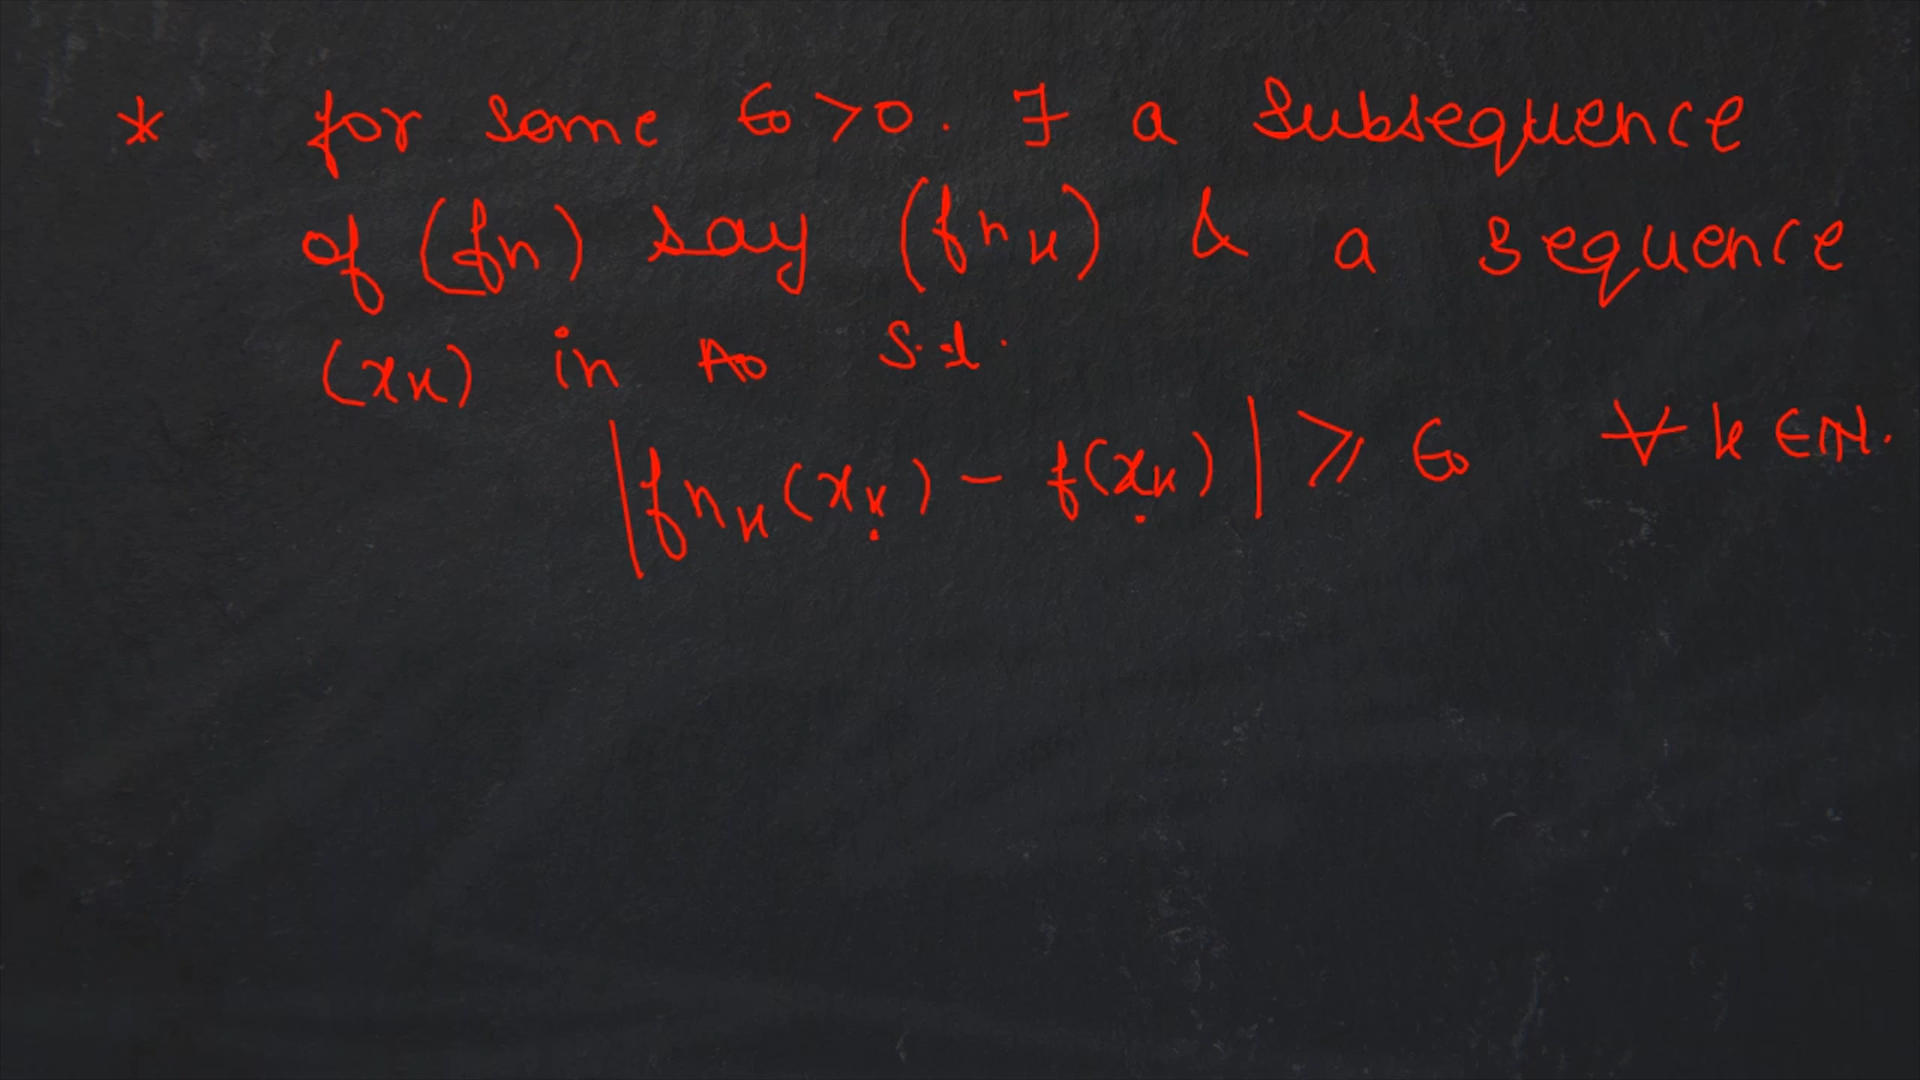 * for some ϵ₀>0. ∃ a subsequence
of (fn) say (fnₖ) & a sequence
(xₖ) in A₀ s.t.
|fnₖ(xₖ) - f(xₖ)| ⩾ ϵ₀ ∀ k ∈ N.